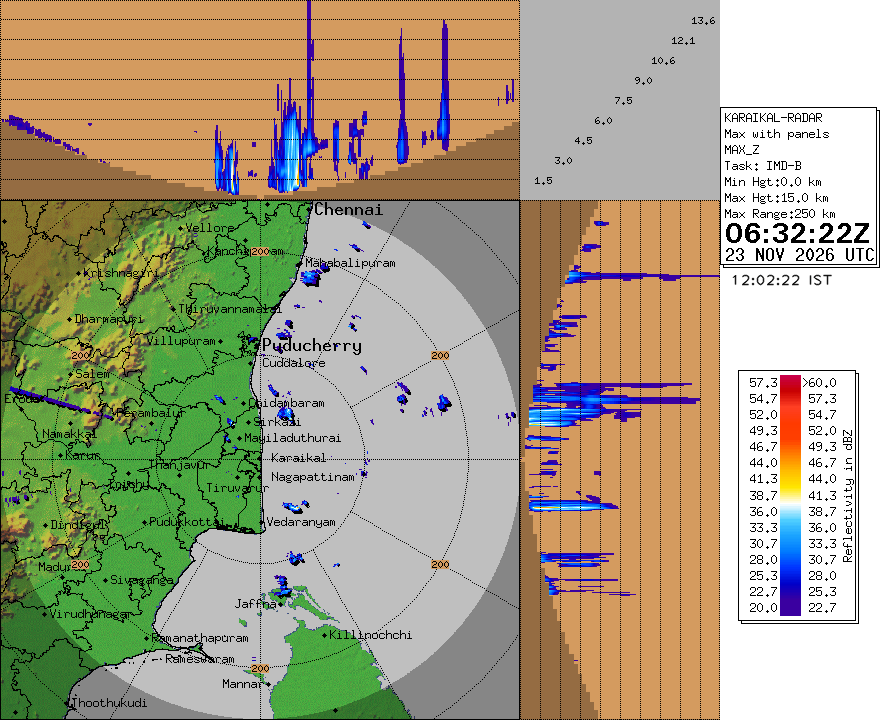 13.6
12.1
10.6
9.0
7.5
6.0
4.5
3.0
1.5
KARAIKAL-RADAR
Max with panels
MAX_Z
Task: IMD-B
Min Hgt:0.0 km
Max Hgt:15.0 km
Max Range:250 km
06:32:22Z
23 NOV 2026 UTC
12:02:22 IST
Chennai
Vellore
200
Mahabalipuram
Krishnagiri
Thiruvannamalai
Dharmapuri
Villupuram
Puducherry
200
200
Cuddalore
Salem
Chidambaram
Perambalur
Sirkazi
Namakkal
Mayiladuthurai
Karur
Karaikal
Thanjavur
Nagapattinam
Tiruvarur
Dindigul
Pudukkottai
Vedaranyam
200
200
Madurai
Sivaganga
Jaffna
Virudhunagar
Killinochchi
Ramanathapuram
Rameswaram
200
Mannar
Thoothukudi
57.3 >60.0
54.7 57.3
52.0 54.7
49.3 52.0
46.7 49.3
44.0 46.7
41.3 44.0
38.7 41.3
36.0 38.7
33.3 36.0
30.7 33.3
28.0 30.7
25.3 28.0
22.7 25.3
20.0 22.7
Reflectivity in dBZ